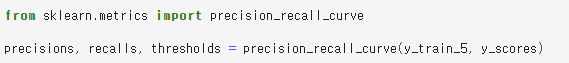 from sklearn.metrics import precision_recall_curve
precisions, recalls, thresholds = precision_recall_curve(y_train_5, y_scores)